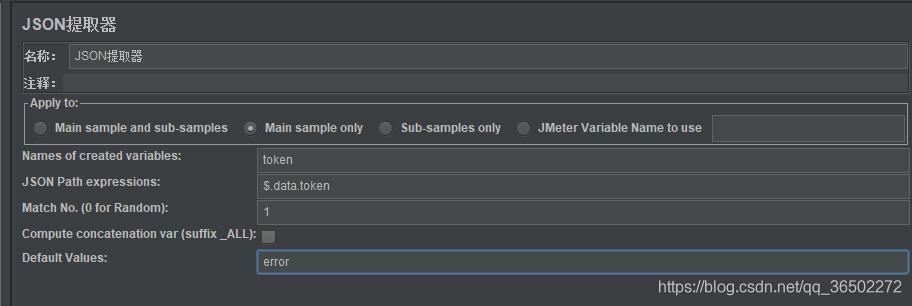 JSON提取器
名称： JSON提取器
注释：
Apply to:
Main sample and sub-samples Main sample only Sub-samples only JMeter Variable Name to use
Names of created variables: token
JSON Path expressions: $.data.token
Match No. (0 for Random): 1
Compute concatenation var (suffix _ALL):
Default Values: error
https://blog.csdn.net/qq_36502272